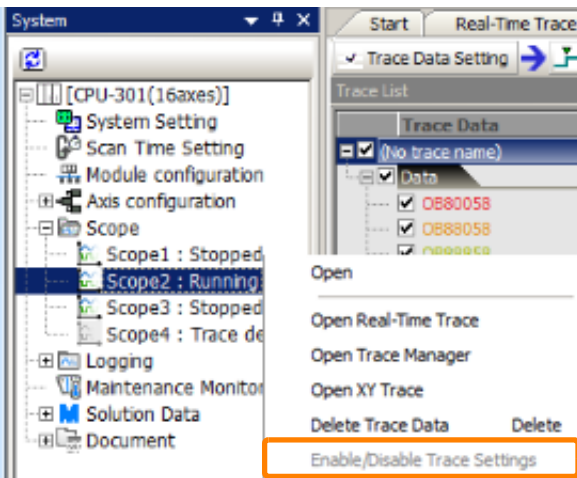 System
Start Real-Time Trace
Trace Data Setting
Trace List
Trace Data
(No trace name)
Data
OB80058
OB88058
[CPU-301(16axes)]
System Setting
Scan Time Setting
Module configuration
Axis configuration
Scope
Scope1 : Stopped
Scope2 : Running
Scope3 : Stopped
Scope4 : Trace de
Logging
Maintenance Monitor
Solution Data
Document
Open
Open Real-Time Trace
Open Trace Manager
Open XY Trace
Delete Trace Data Delete
Enable/Disable Trace Settings